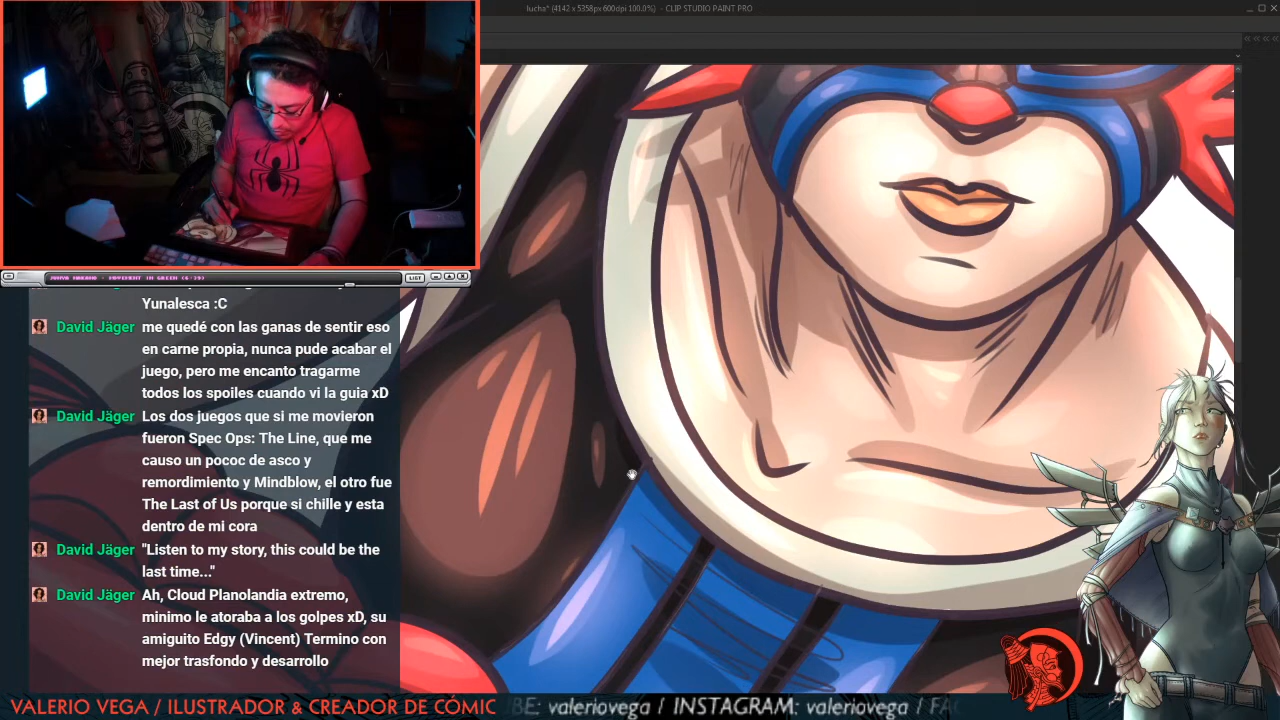 lucha* (4142 x 5358px 600dpi 100.0%) - CLIP STUDIO PAINT PRO
LIST
Yunalesca :C
David Jäger me quedé con las ganas de sentir eso
en carne propia, nunca pude acabar el
juego, pero me encanto tragarme
todos los spoiles cuando vi la guia xD
David Jäger Los dos juegos que si me movieron
fueron Spec Ops: The Line, que me
causo un pococ de asco y
remordimiento y Mindblow, el otro fue
The Last of Us porque si chille y esta
dentro de mi cora
David Jäger "Listen to my story, this could be the
last time..."
David Jäger Ah, Cloud Planolandia extremo,
minimo le atoraba a los golpes xD, su
amiguito Edgy (Vincent) Termino con
mejor trasfondo y desarrollo
VALERIO VEGA / ILUSTRADOR & CREADOR DE CÓMIC
BE: valeriovega / INSTAGRAM: valeriovega / FA